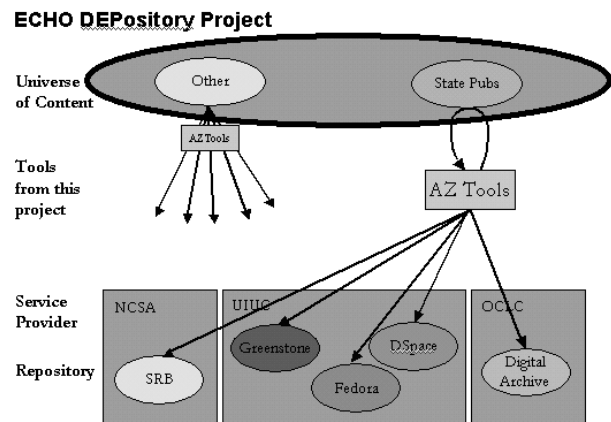 ECHO DEPository Project
Universe
of Content
Other
State Pubs
AZ Tools
Tools
from this
project
AZ Tools
Service
Provider
NCSA
UIUC
OCLC
Repository
Greenstone
DSpace
SRB
Fedora
Digital
Archive